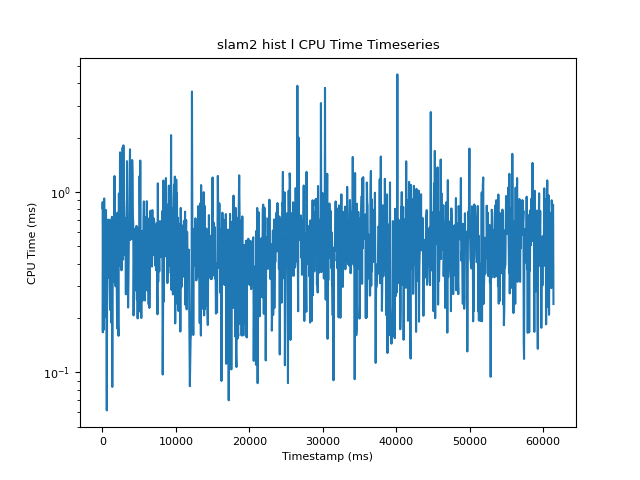 slam2 hist l CPU Time Timeseries
CPU Time (ms)
10⁰
10⁻¹
0 10000 20000 30000 40000 50000 60000
Timestamp (ms)